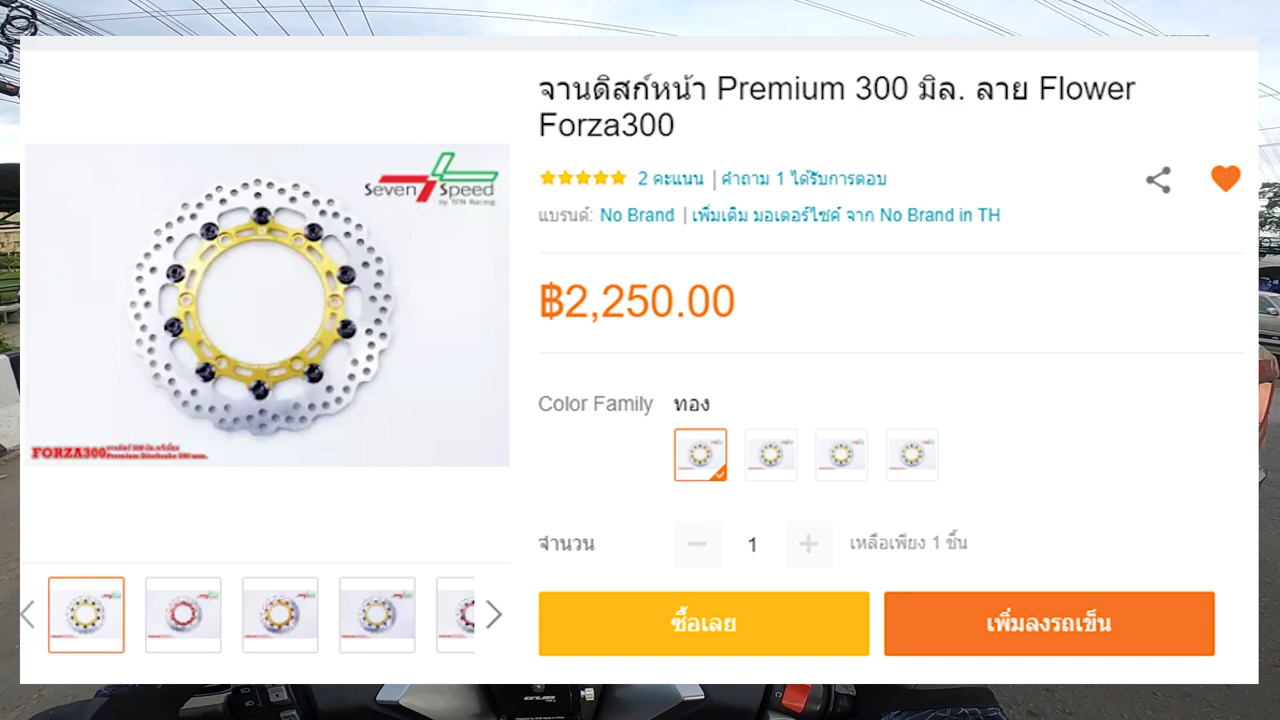 จานดิสก์หน้า Premium 300 มิล. ลาย Flower
Forza300
2 คะแนน | คำถาม 1 ได้รับการตอบ
แบรนด์: No Brand | เพิ่มเติม มอเตอร์ไซค์ จาก No Brand in TH
฿2,250.00
Color Family ทอง
จำนวน
1
เหลือเพียง 1 ชิ้น
ซื้อเลย
เพิ่มลงรถเข็น
Seven Speed
by TPN Racing
FORZA300